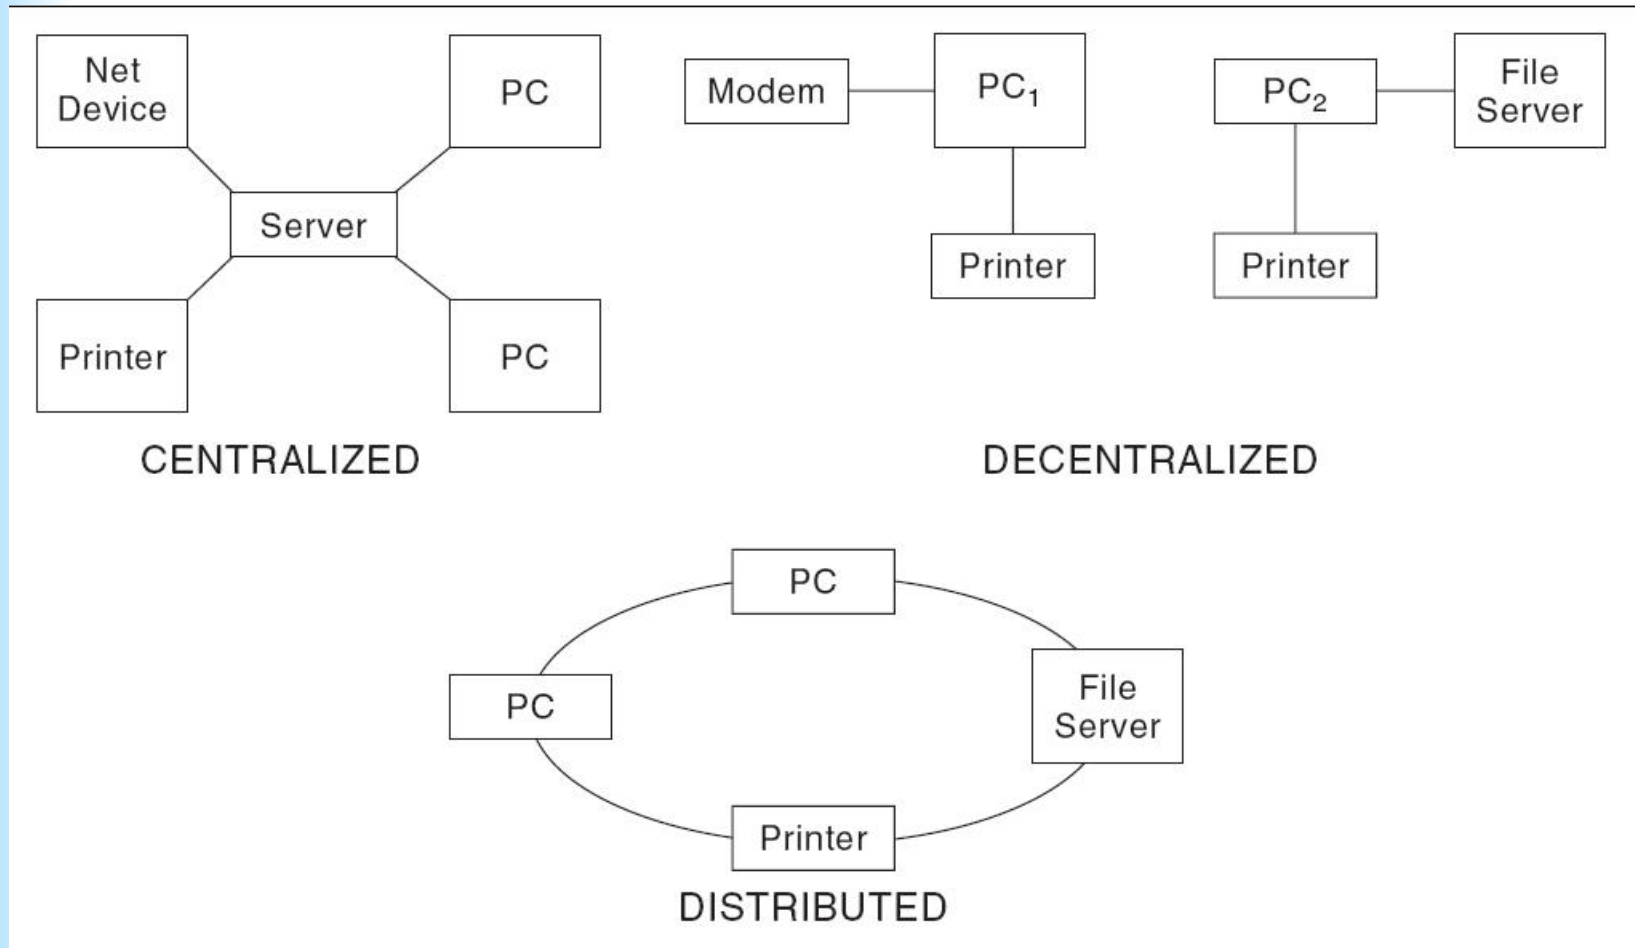 Net
Device
PC
Server
Printer
PC
CENTRALIZED
Modem
PC₁
Printer
PC₂
File
Server
Printer
DECENTRALIZED
PC
PC
File
Server
Printer
DISTRIBUTED